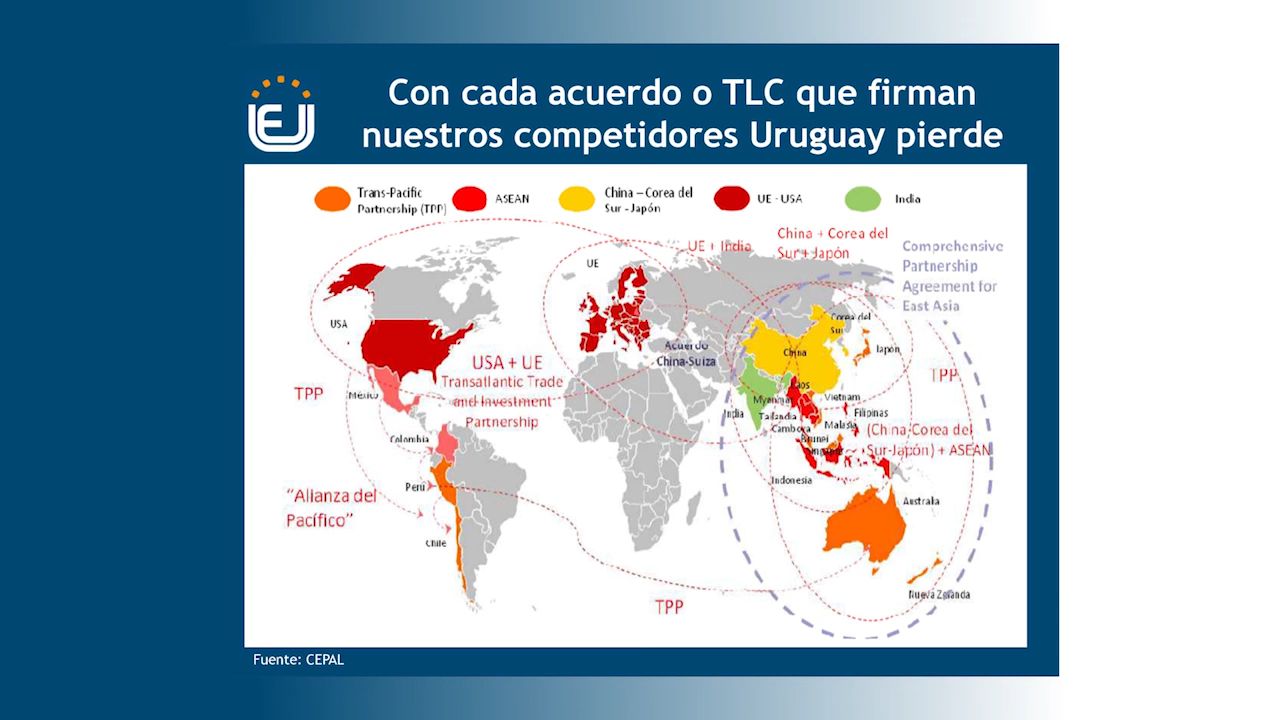 Con cada acuerdo o TLC que firman
nuestros competidores Uruguay pierde
Trans-Pacific
Partnership (TPP)
ASEAN
China – Corea del
Sur - Japón
UE - USA
India
UE + India
China + Corea del
Sur + Japón
Comprehensive
Partnership
Agreement for
East Asia
UE
USA
Corea del
Sur
Acuerdo
China-Suiza
China
Japón
USA + UE
Transatlantic Trade
and Investment
Partnership
TPP
TPP
México
Laos
Myanmar
Vietnam
India
Tailandia
Filipinas
Camboya
Malasia
(China-Corea del
Sur-Japón) + ASEAN
Brunei
Colombia
Perú
Indonesia
"Alianza del
Pacífico"
Australia
Chile
Nueva Zelanda
TPP
Fuente: CEPAL